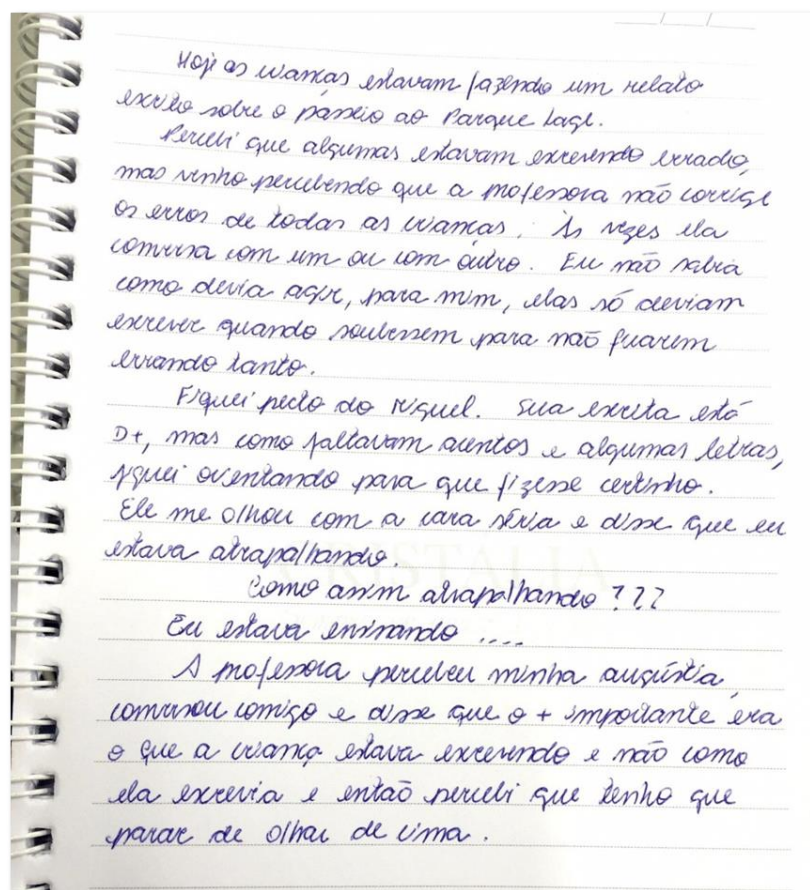 Hoje as crianças estavam fazendo um relato
escrito sobre o passeio ao Parque Lage.
Percebi que algumas estavam escrevendo errado,
mas venho percebendo que a professora não corrige
os erros de todas as crianças. Às vezes ela
conversa com um ou com outro. Eu não sabia
como devia agir, para mim, elas só deviam
escrever quando soubessem para não ficarem
errando tanto.
Fiquei perto do Miguel. Sua escrita está
D+, mas como faltavam acentos e algumas letras,
fiquei orientando para que fizesse certinho.
Ele me olhou com a cara séria e disse que eu
estava atrapalhando.
Como assim atrapalhando???
Eu estava ensinando ....
A professora percebeu minha angústia,
conversou comigo e disse que o + importante era
o que a criança estava escrevendo e não como
ela escrevia e então percebi que tenho que
parar de olhar de cima.